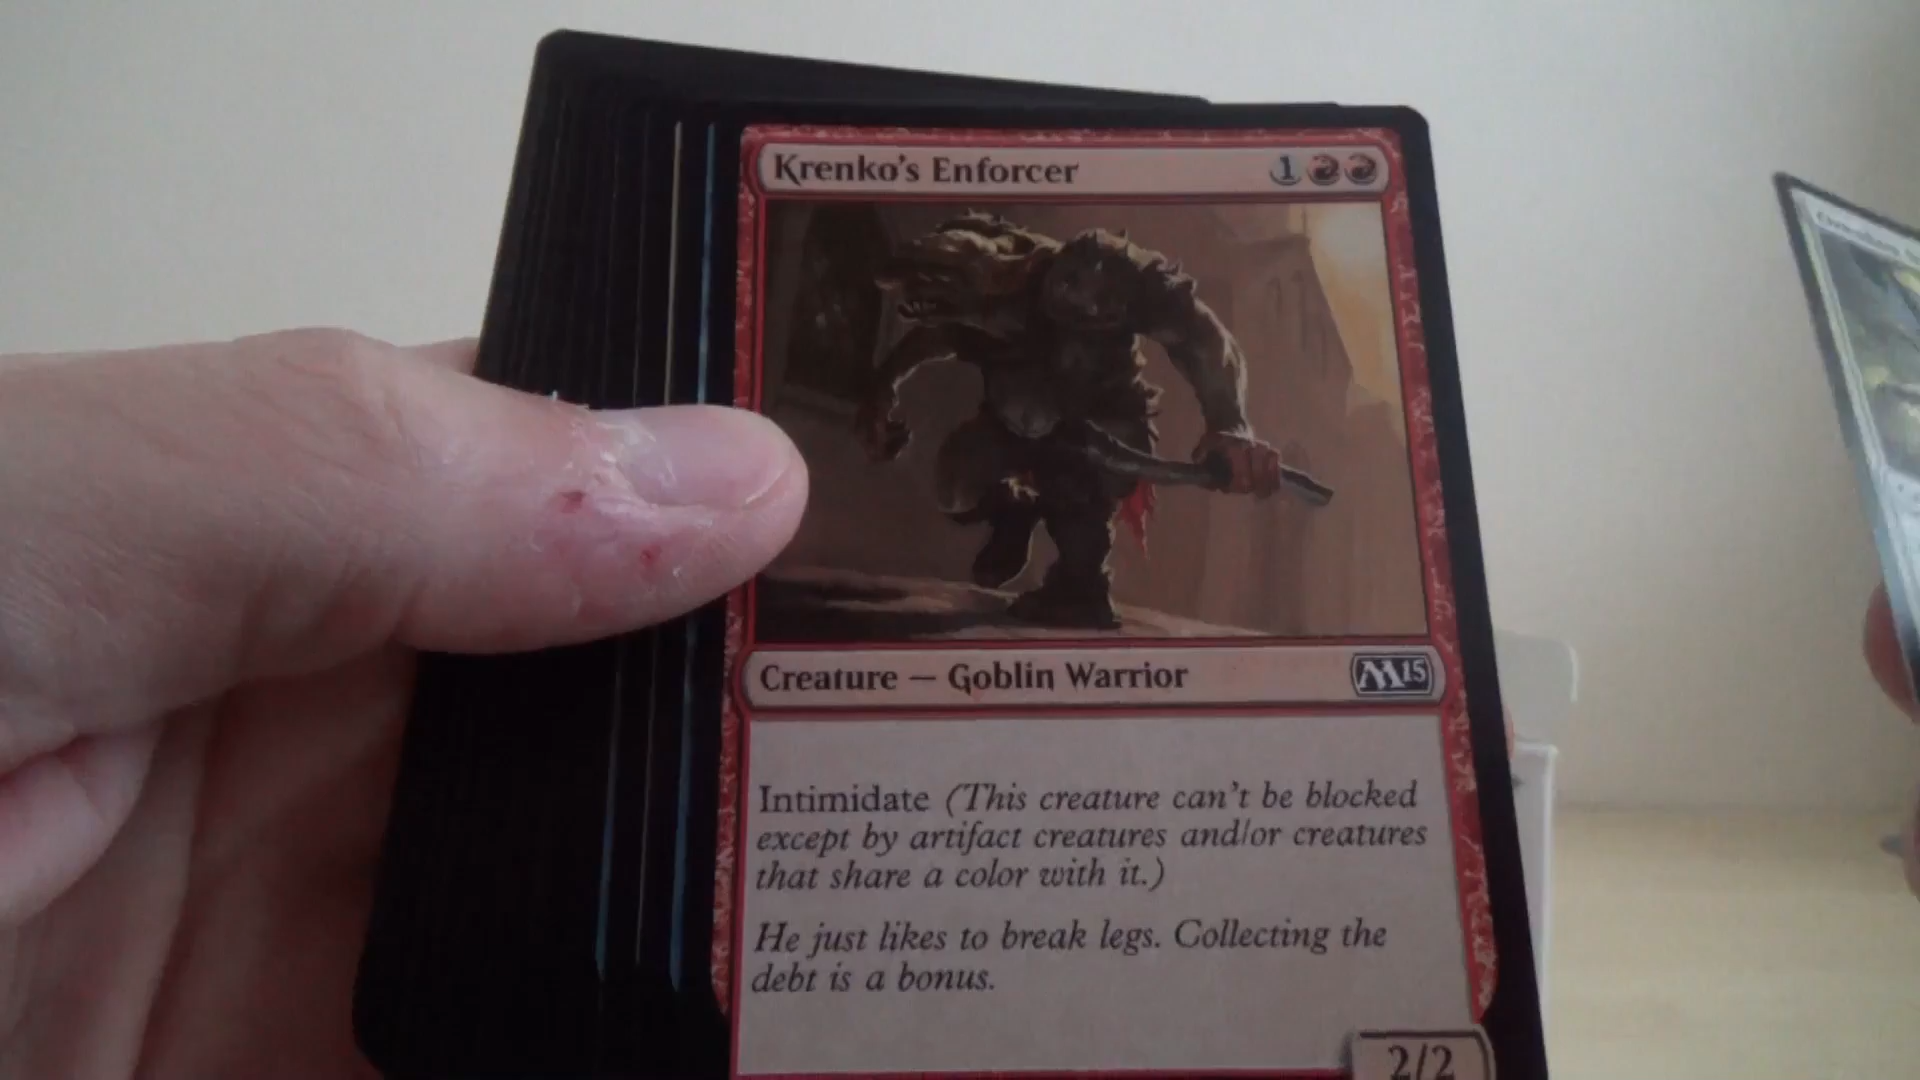 Krenko's Enforcer 1
Creature — Goblin Warrior M15
Intimidate (This creature can't be blocked
except by artifact creatures and/or creatures
that share a color with it.)
He just likes to break legs. Collecting the
debt is a bonus.
2/2